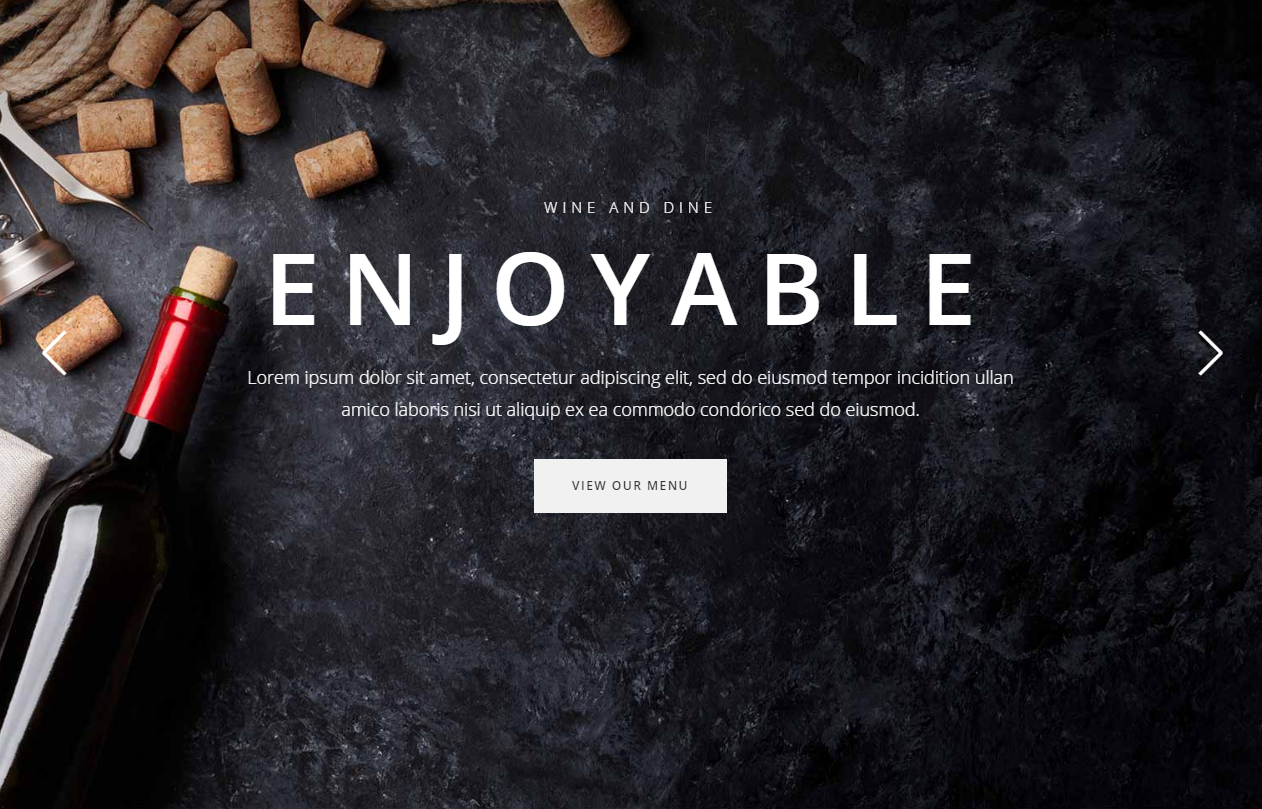 WINE AND DINE
ENJOYABLE
Lorem ipsum dolor sit amet, consectetur adipiscing elit, sed do eiusmod tempor incidition ullan
amico laboris nisi ut aliquip ex ea commodo condorico sed do eiusmod.
VIEW OUR MENU